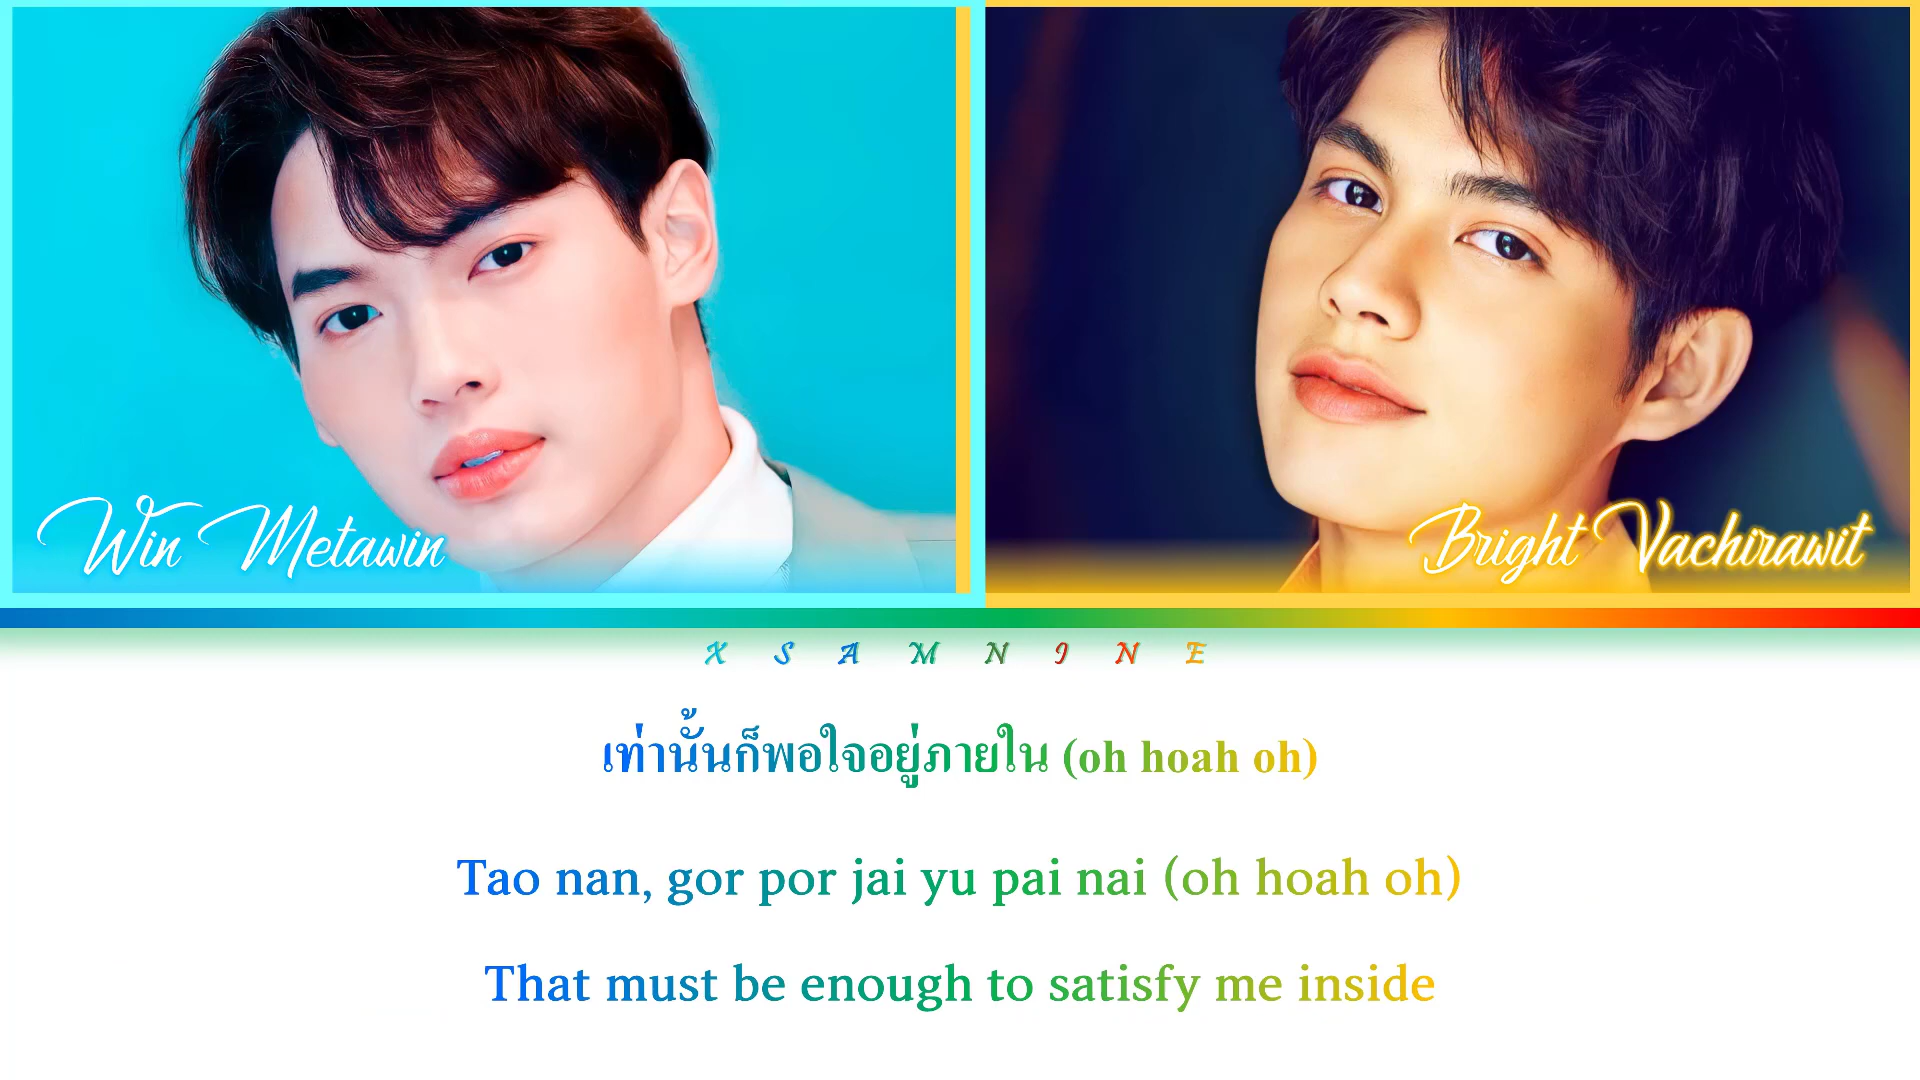 Win Metawin
Bright Vachirawit
X S A M N I N E
เท่านั้นก็พอใจอยู่ภายใน (oh hoah oh)
Tao nan, gor por jai yu pai nai (oh hoah oh)
That must be enough to satisfy me inside